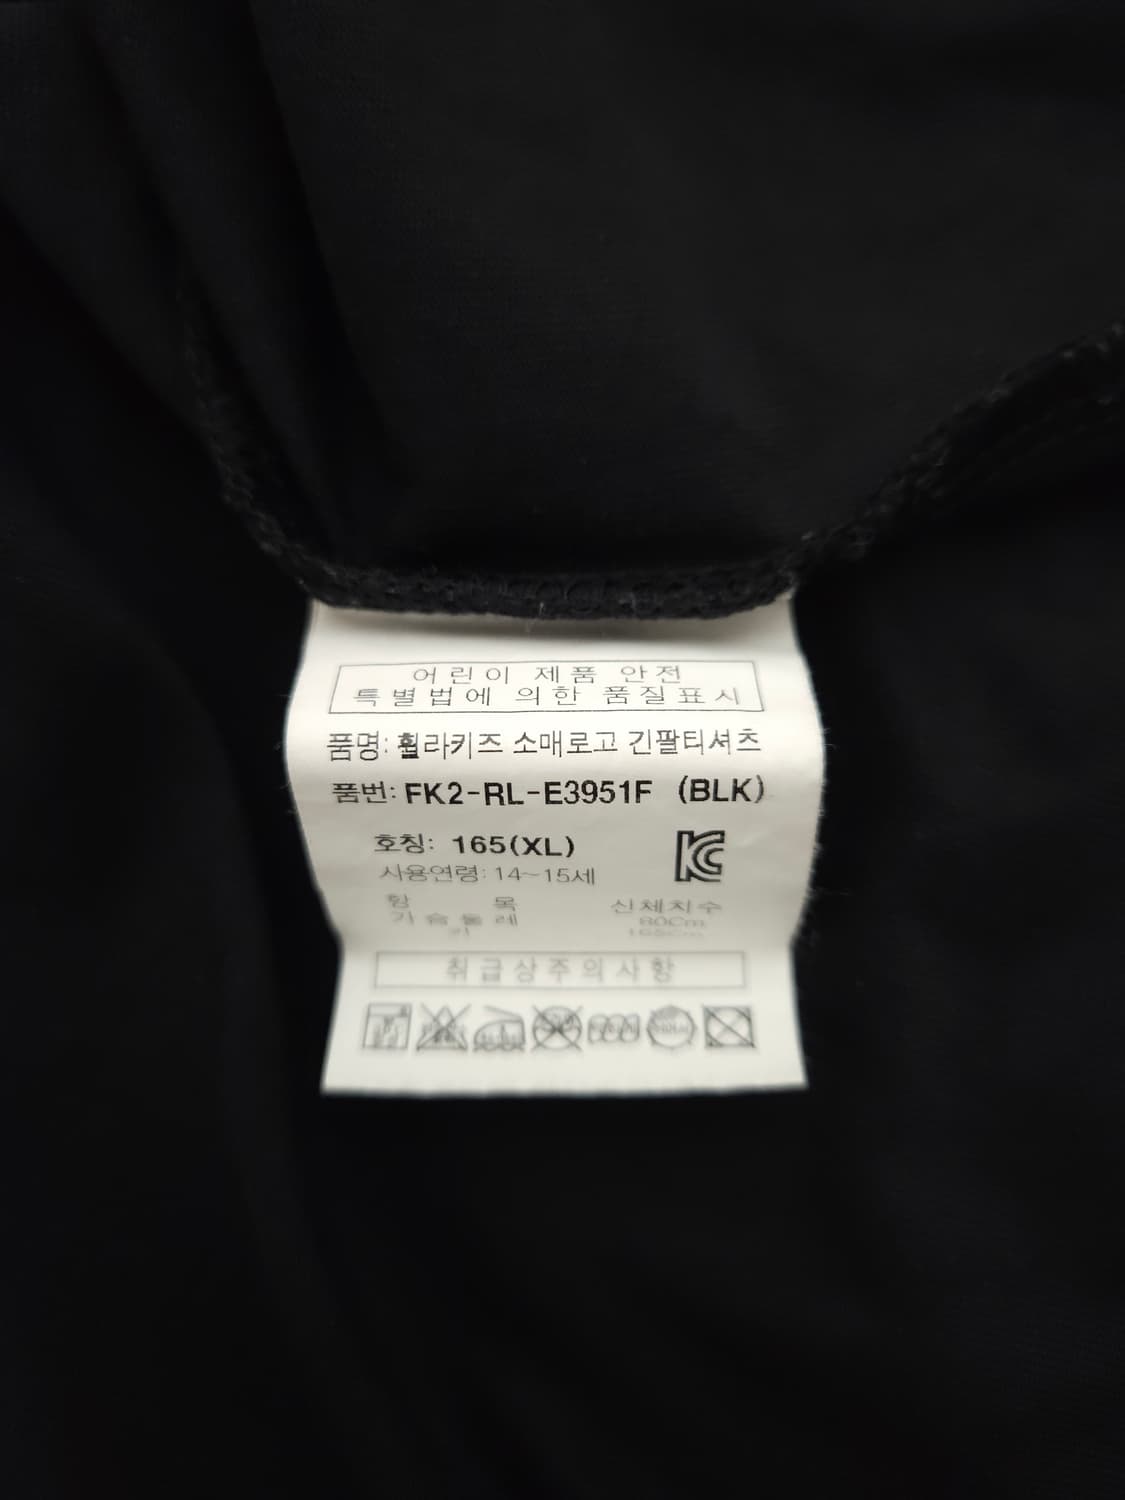 어린이 제품 안전
특별법에 의한 품질표시
품명: 휠라키즈 소매로고 긴팔티셔츠
품번: FK2-RL-E3951F (BLK)
호칭: 165(XL)
사용연령: 14~15세
항 목 신체치수
가슴둘레 80Cm
키 165Cm
취급상주의사항